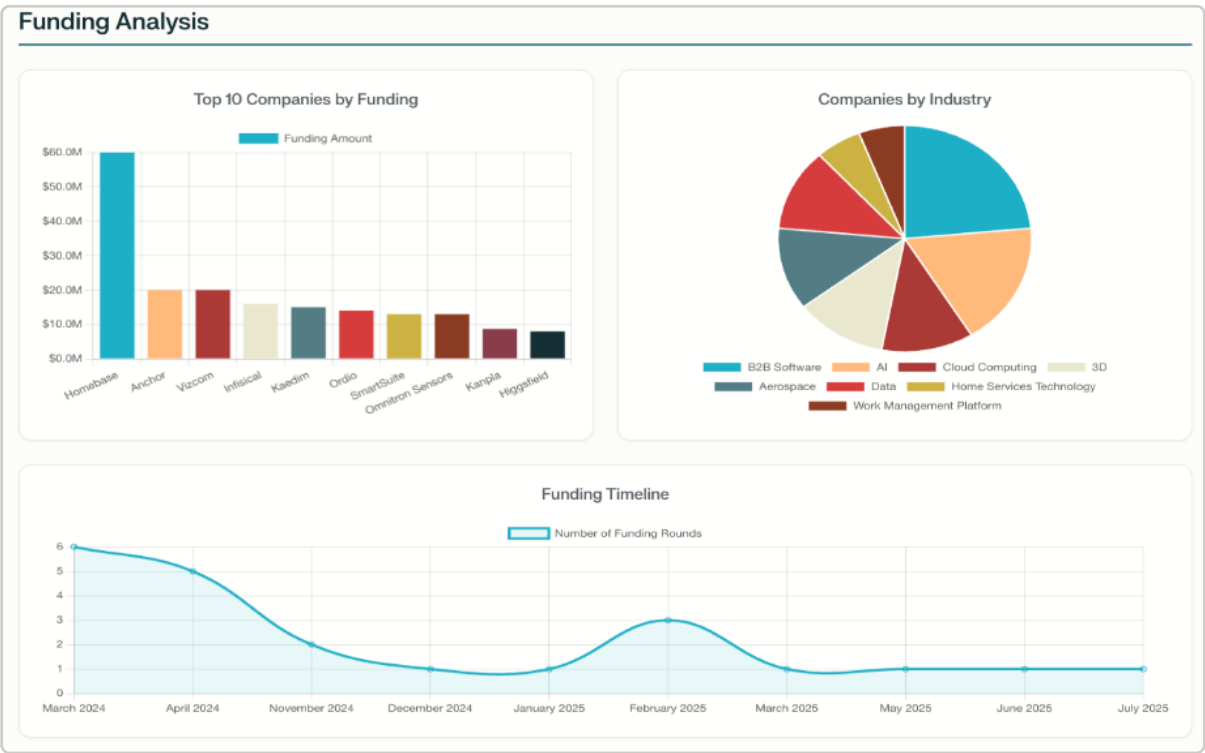 Funding Analysis
Top 10 Companies by Funding
Funding Amount
$60.0M
$50.0M
$40.0M
$30.0M
$20.0M
$10.0M
$0.0M
Homebase Anchor Vizcom Infisical Kaedim Ordio SmartSuite Omnitron Sensors Kanpla Higgsfield
Companies by Industry
B2B Software AI Cloud Computing 3D
Aerospace Data Home Services Technology
Work Management Platform
Funding Timeline
Number of Funding Rounds
6
5
4
3
2
1
0
March 2024 April 2024 November 2024 December 2024 January 2025 February 2025 March 2025 May 2025 June 2025 July 2025